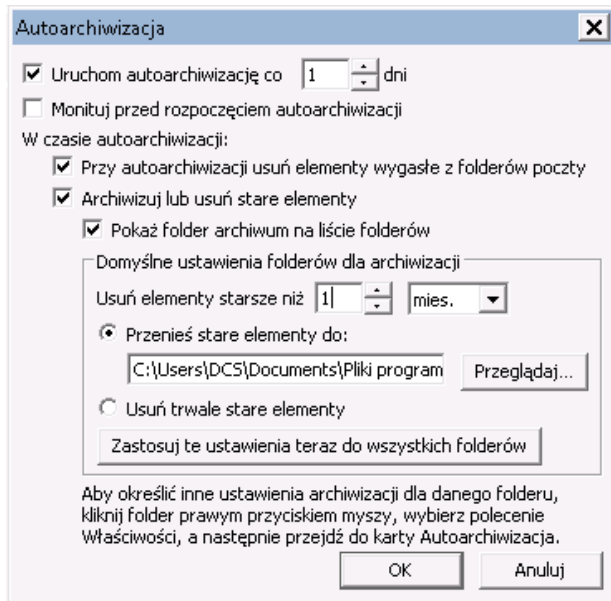 Autoarchiwizacja
Uruchom autoarchiwizację co 1 dni
Monituj przed rozpoczęciem autoarchiwizacji
W czasie autoarchiwizacji:
Przy autoarchiwizacji usuń elementy wygasłe z folderów poczty
Archiwizuj lub usuń stare elementy
Pokaż folder archiwum na liście folderów
Domyślne ustawienia folderów dla archiwizacji
Usuń elementy starsze niż 1 mies.
Przenieś stare elementy do:
C:\Users\DCS\Documents\Pliki program Przeglądaj...
Usuń trwale stare elementy
Zastosuj te ustawienia teraz do wszystkich folderów
Aby określić inne ustawienia archiwizacji dla danego folderu,
kliknij folder prawym przyciskiem myszy, wybierz polecenie
Właściwości, a następnie przejdź do karty Autoarchiwizacja.
OK Anuluj